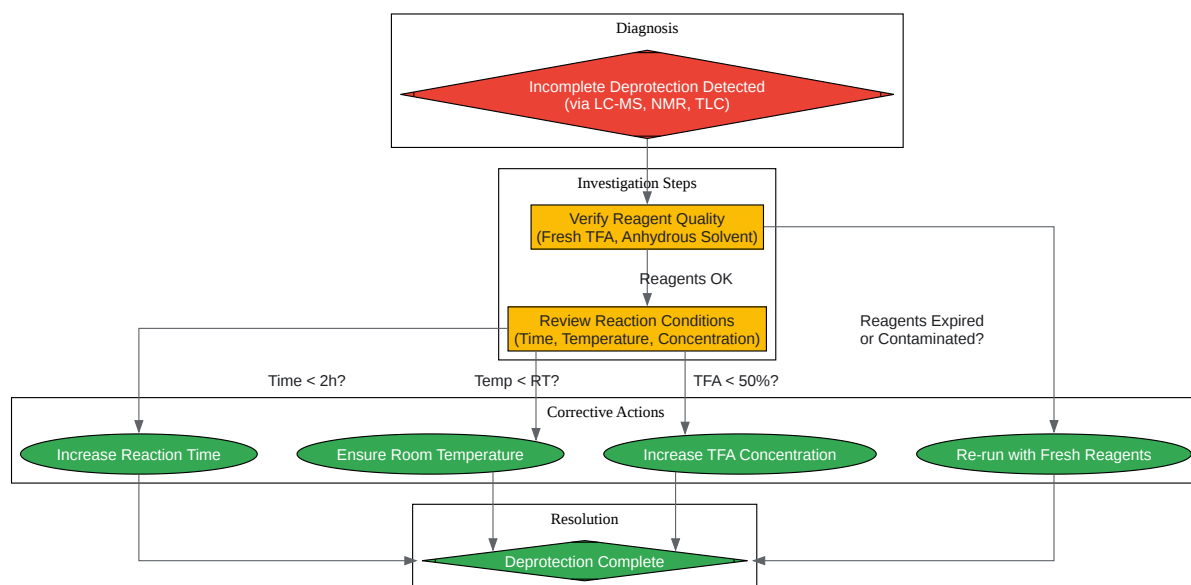 Diagnosis
Incomplete Deprotection Detected
(via LC-MS, NMR, TLC)
Investigation Steps
Verify Reagent Quality
(Fresh TFA, Anhydrous Solvent)
Reagents OK
Review Reaction Conditions
(Time, Temperature, Concentration)
Reagents Expired
or Contaminated?
Time < 2h?
Temp < RT?
TFA < 50%?
Corrective Actions
Increase Reaction Time
Ensure Room Temperature
Increase TFA Concentration
Re-run with Fresh Reagents
Resolution
Deprotection Complete